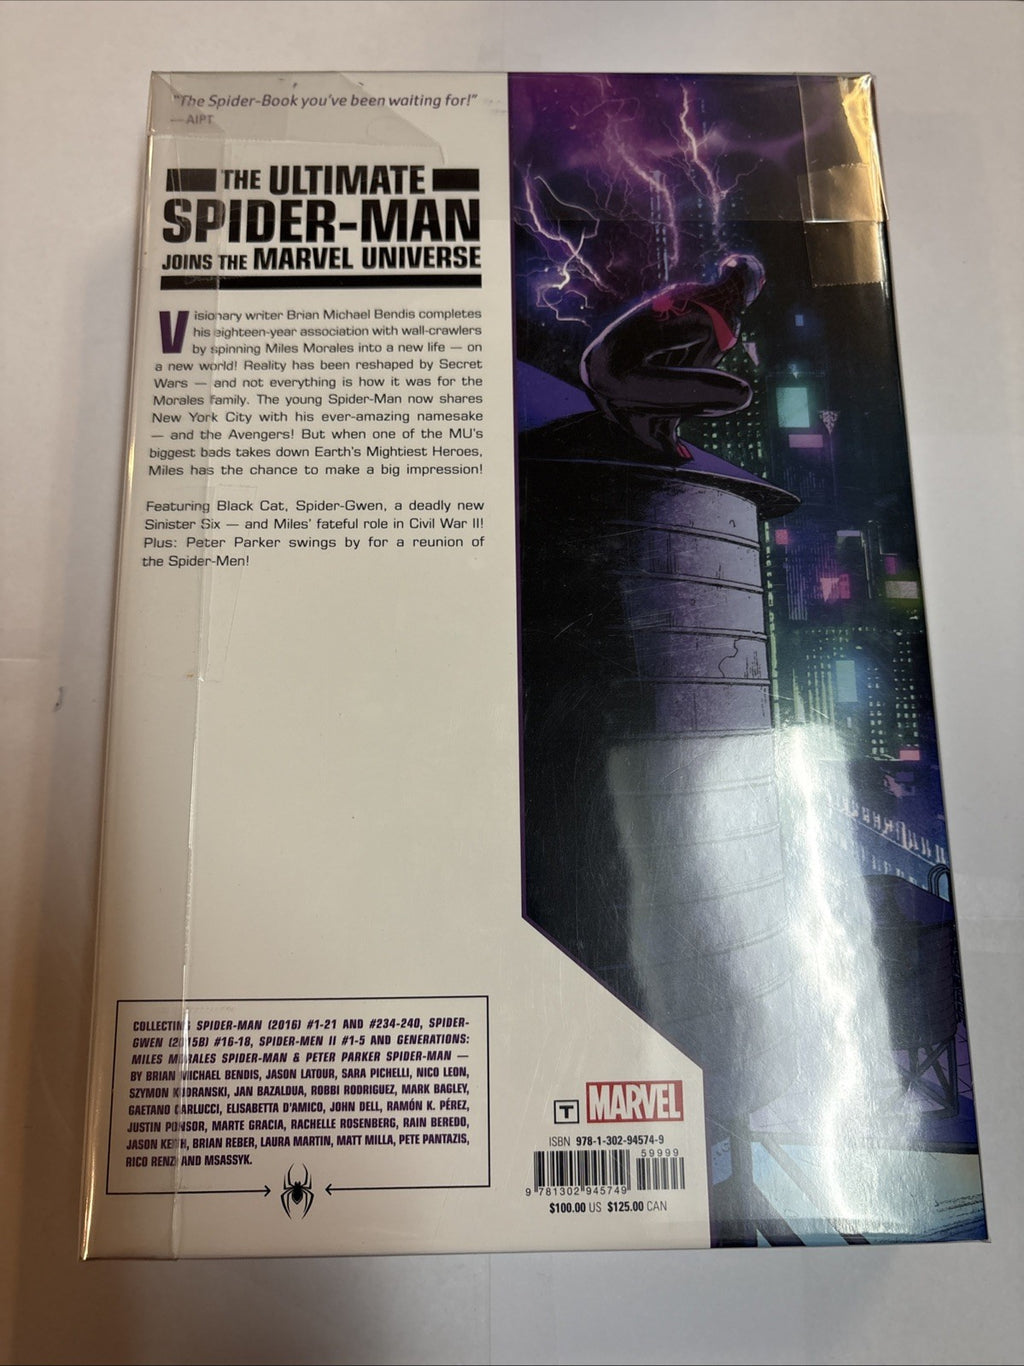 "The Spider-Book you've been waiting for!"
—AIPT
THE ULTIMATE
SPIDER-MAN
JOINS THE MARVEL UNIVERSE
Visionary writer Brian Michael Bendis completes
his eighteen-year association with wall-crawlers
by spinning Miles Morales into a new life — on
a new world! Reality has been reshaped by Secret
Wars — and not everything is how it was for the
Morales family. The young Spider-Man now shares
New York City with his ever-amazing namesake
— and the Avengers! But when one of the MU's
biggest bads takes down Earth's Mightiest Heroes,
Miles has the chance to make a big impression!
Featuring Black Cat, Spider-Gwen, a deadly new
Sinister Six — and Miles' fateful role in Civil War II!
Plus: Peter Parker swings by for a reunion of
the Spider-Men!
COLLECTING SPIDER-MAN (2016) #1-21 AND #234-240, SPIDER-
GWEN (2015B) #16-18, SPIDER-MEN II #1-5 AND GENERATIONS:
MILES MORALES SPIDER-MAN & PETER PARKER SPIDER-MAN —
BY BRIAN MICHAEL BENDIS, JASON LATOUR, SARA PICHELLI, NICO LEON,
SZYMON KUDRANSKI, JAN BAZALDUA, ROBBI RODRIGUEZ, MARK BAGLEY,
GAETANO CARLUCCI, ELISABETTA D'AMICO, JOHN DELL, RAMÓN K. PÉREZ,
JUSTIN PONSOR, MARTE GRACIA, RACHELLE ROSENBERG, RAIN BEREDO,
JASON KEITH, BRIAN REBER, LAURA MARTIN, MATT MILLA, PETE PANTAZIS,
RICO RENZI AND MSASSYK.
T MARVEL
ISBN 978-1-302-94574-9
59999
9 781302 945749
$100.00 US $125.00 CAN